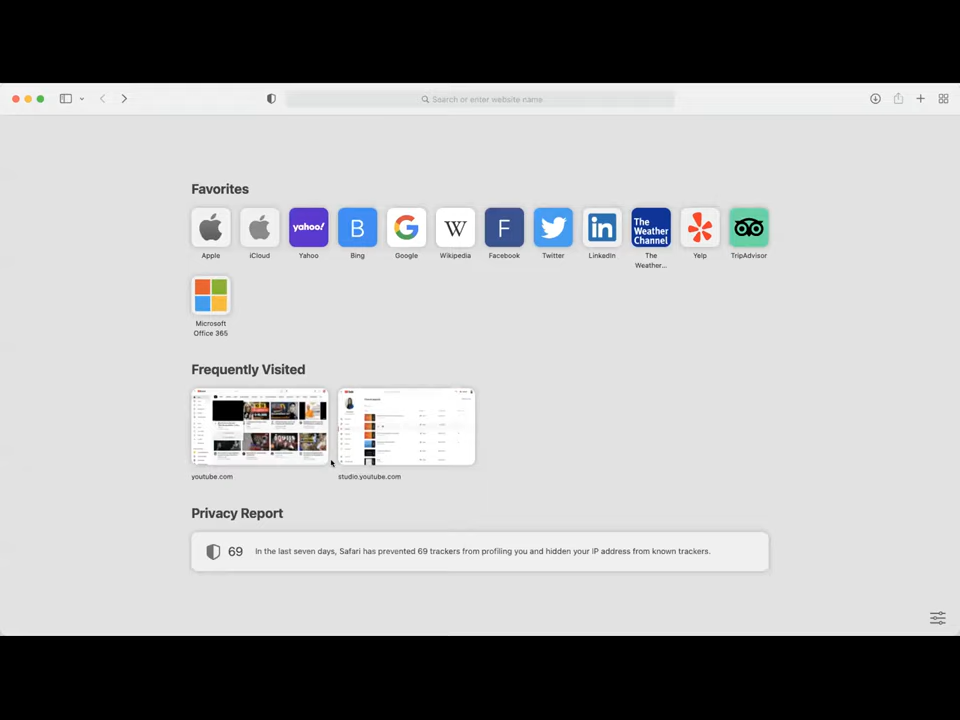 Search or enter website name
Favorites
yahoo!
B
G
W
F
in
The
Weather
Channel
Apple
iCloud
Yahoo
Bing
Google
Wikipedia
Facebook
Twitter
LinkedIn
The
Weather...
Yelp
TripAdvisor
Microsoft
Office 365
Frequently Visited
youtube.com
studio.youtube.com
Privacy Report
69
In the last seven days, Safari has prevented 69 trackers from profiling you and hidden your IP address from known trackers.